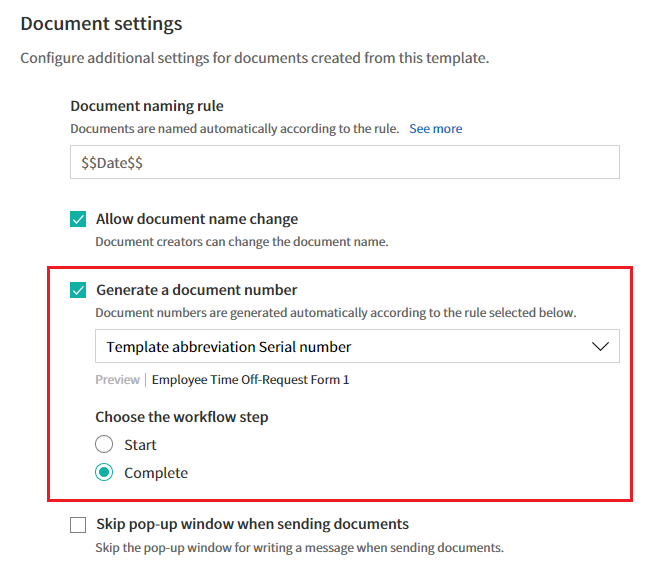 Document settings
Configure additional settings for documents created from this template.
Document naming rule
Documents are named automatically according to the rule. See more
$$Date$$
Allow document name change
Document creators can change the document name.
Generate a document number
Document numbers are generated automatically according to the rule selected below.
Template abbreviation Serial number
Preview Employee Time Off-Request Form 1
Choose the workflow step
Start
Complete
Skip pop-up window when sending documents
Skip the pop-up window for writing a message when sending documents.